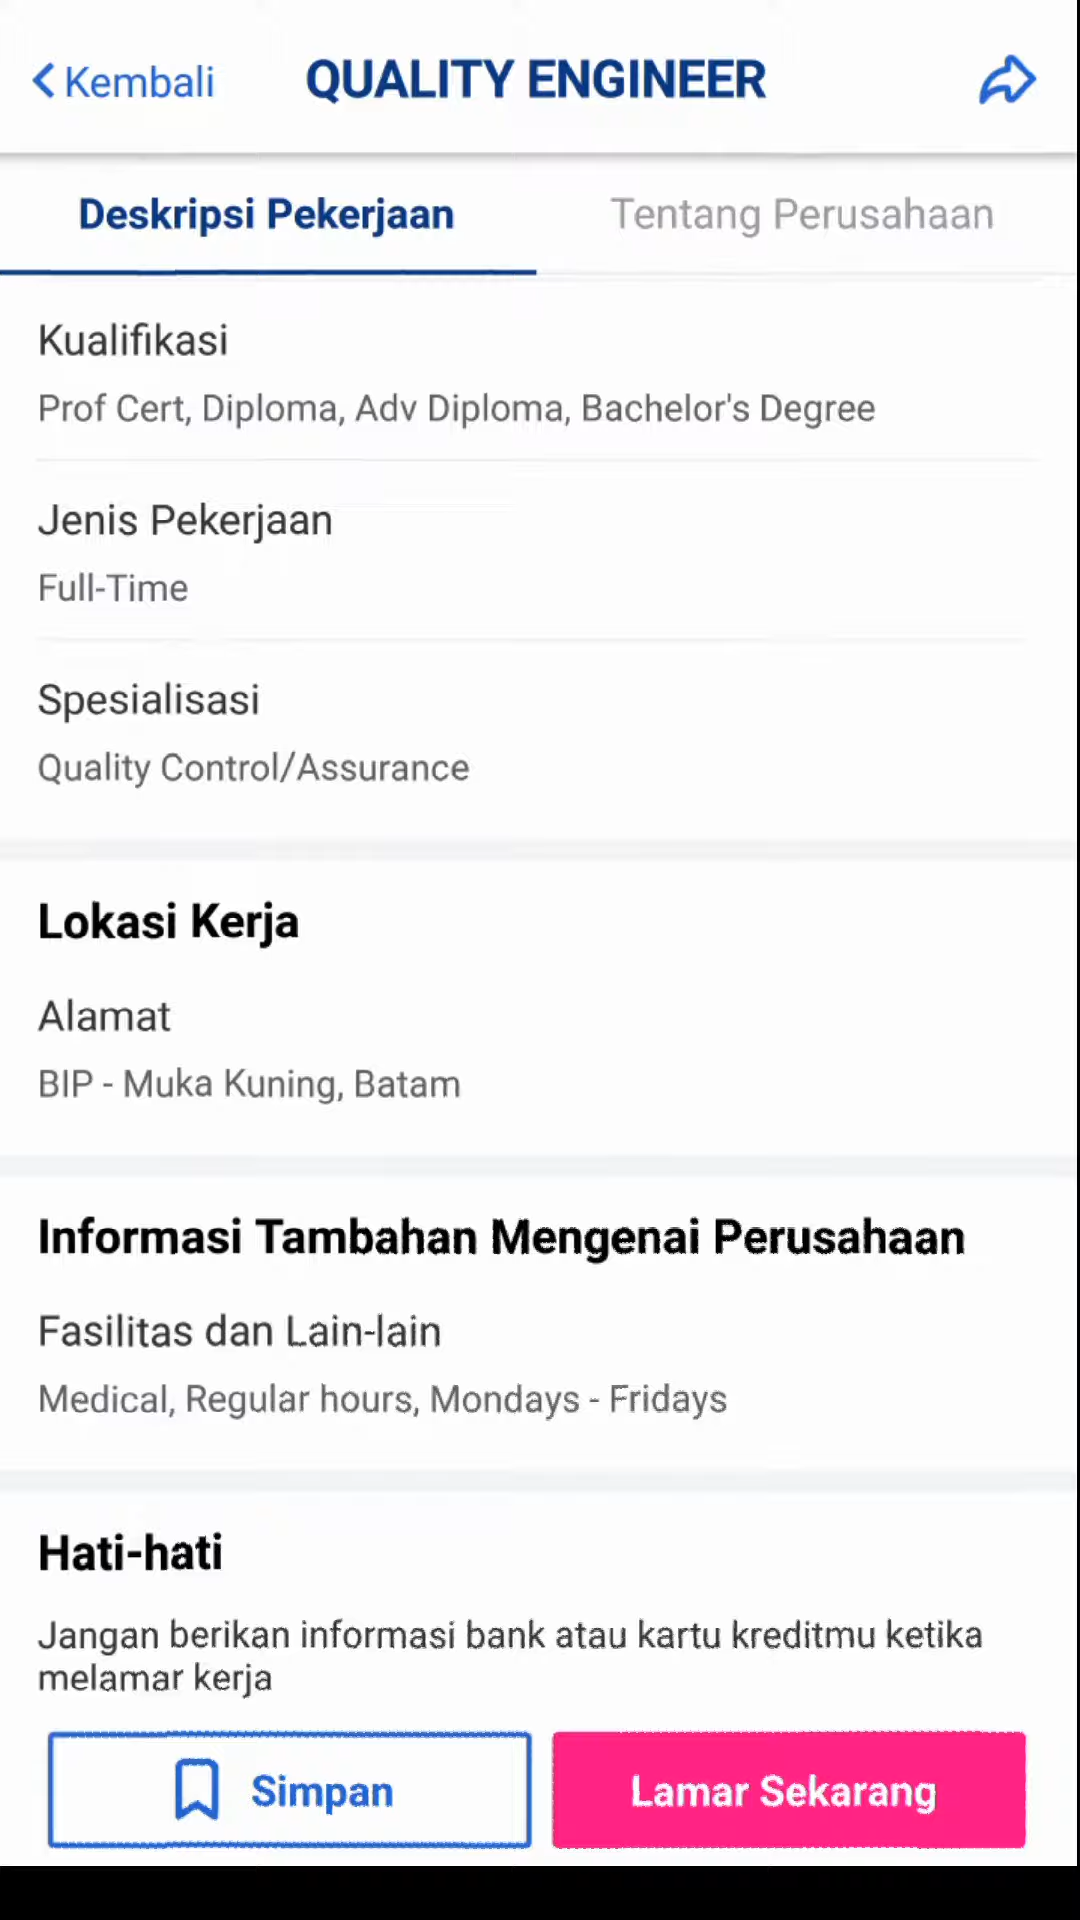 Kembali
QUALITY ENGINEER
Deskripsi Pekerjaan
Tentang Perusahaan
Kualifikasi
Prof Cert, Diploma, Adv Diploma, Bachelor's Degree
Jenis Pekerjaan
Full-Time
Spesialisasi
Quality Control/Assurance
Lokasi Kerja
Alamat
BIP - Muka Kuning, Batam
Informasi Tambahan Mengenai Perusahaan
Fasilitas dan Lain-lain
Medical, Regular hours, Mondays - Fridays
Hati-hati
Jangan berikan informasi bank atau kartu kreditmu ketika
melamar kerja
Simpan
Lamar Sekarang